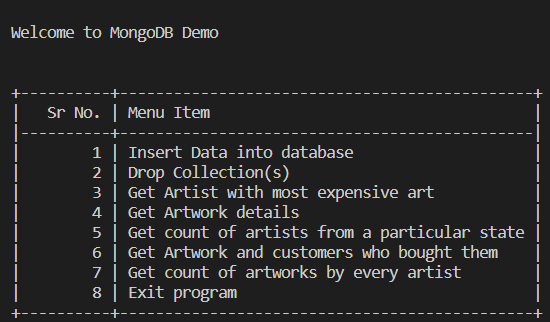 Welcome to MongoDB Demo
Sr No. | Menu Item
1 | Insert Data into database
2 | Drop Collection(s)
3 | Get Artist with most expensive art
4 | Get Artwork details
5 | Get count of artists from a particular state
6 | Get Artwork and customers who bought them
7 | Get count of artworks by every artist
8 | Exit program